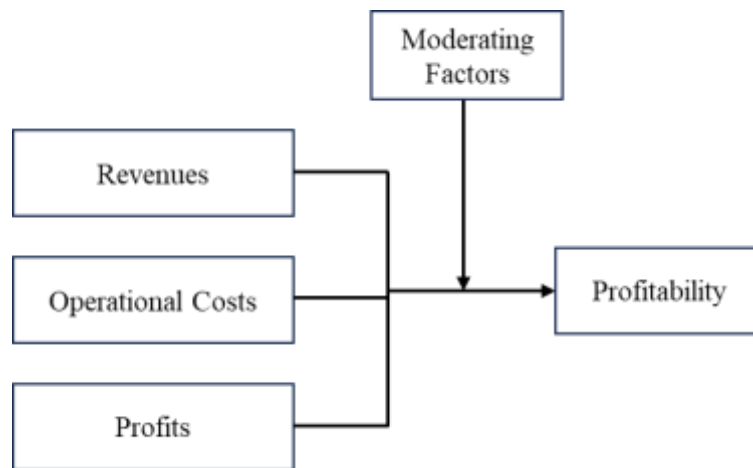 Moderating
Factors
Revenues
Operational Costs
Profitability
Profits